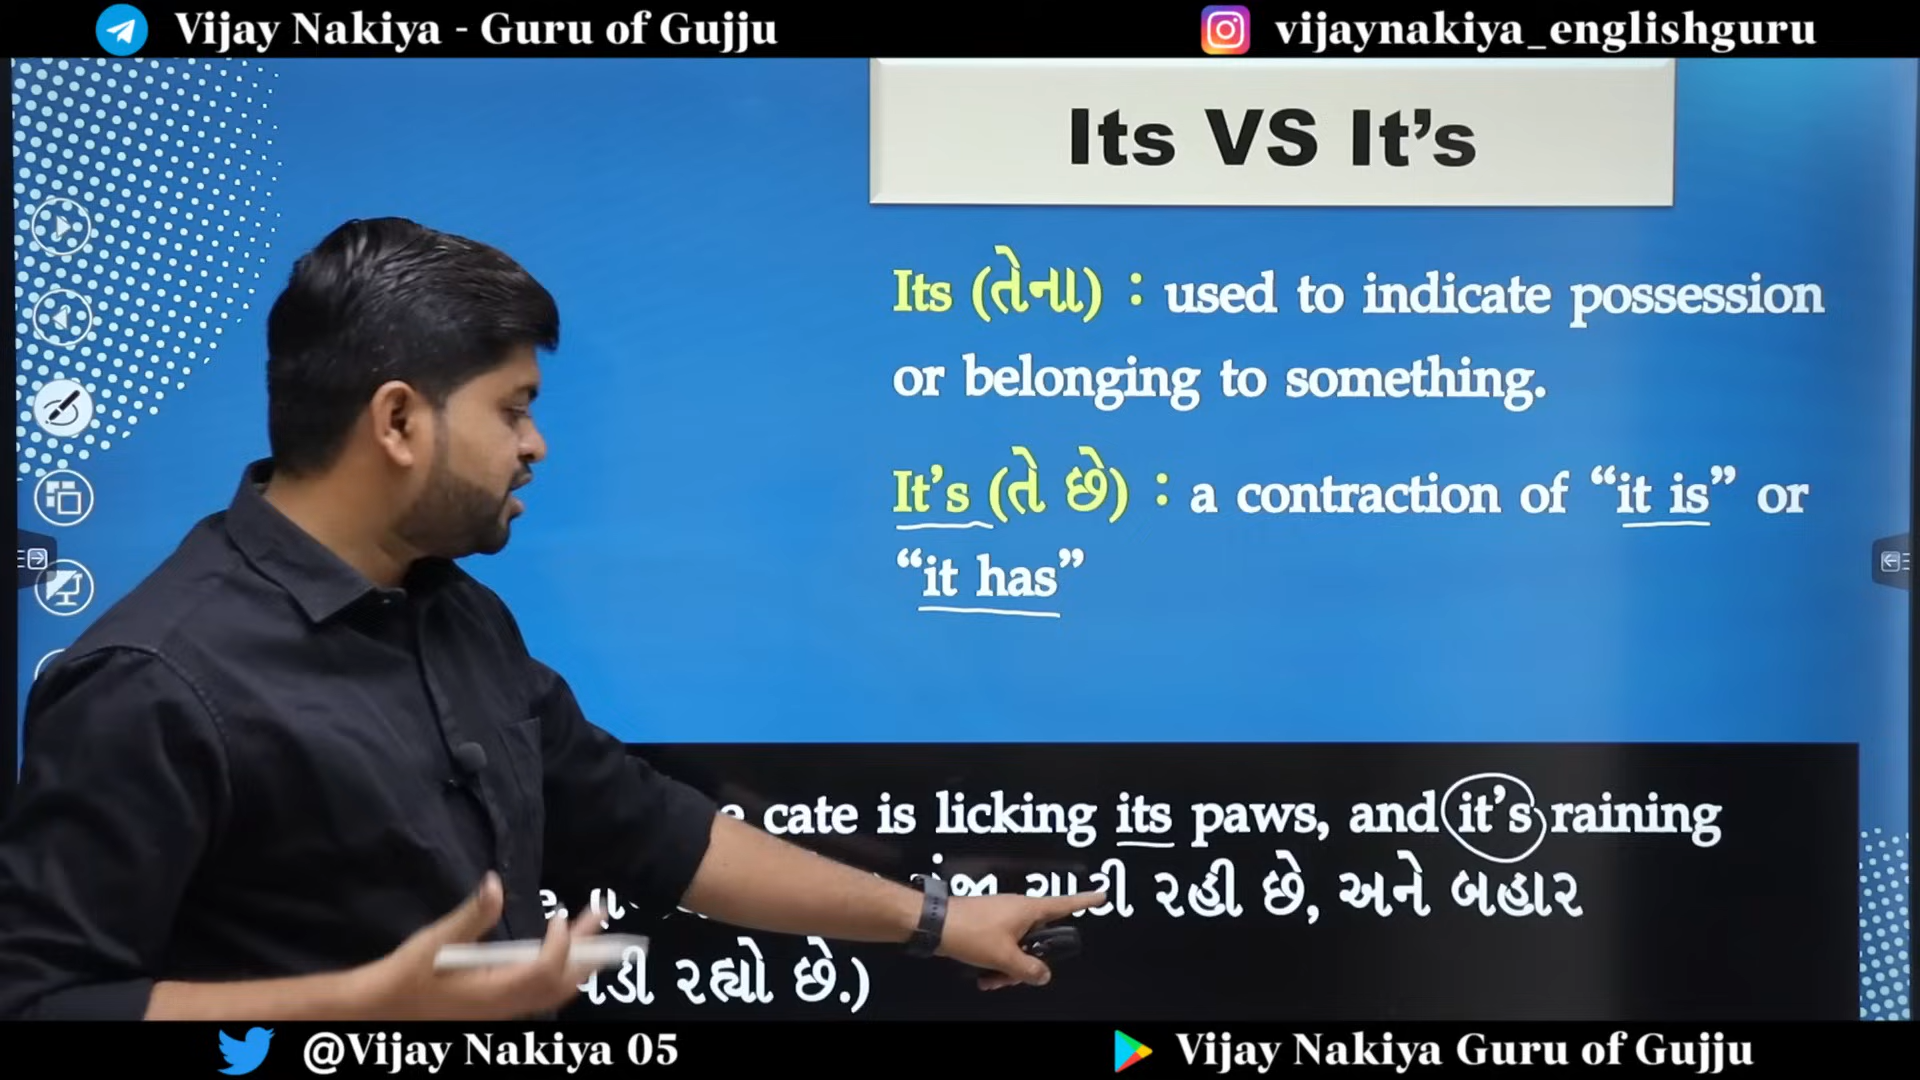 Vijay Nakiya - Guru of Gujju
vijaynakiya_englishguru
Its VS It’s
Its (તેના) : used to indicate possession
or belonging to something.
It’s (તે છે) : a contraction of “it is” or
“it has”
cate is licking its paws, and it’s raining
ચાટી રહી છે, અને બહાર
પડી રહ્યો છે.)
@Vijay Nakiya 05
Vijay Nakiya Guru of Gujju